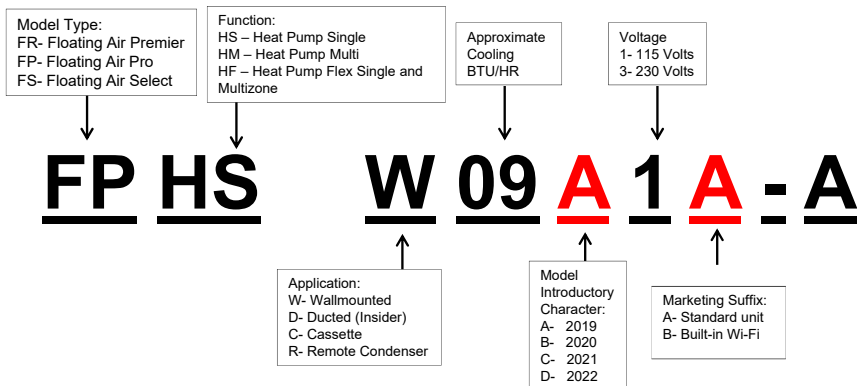 Model Type:
FR- Floating Air Premier
FP- Floating Air Pro
FS- Floating Air Select
Function:
HS – Heat Pump Single
HM – Heat Pump Multi
HF – Heat Pump Flex Single and
Multizone
Approximate
Cooling
BTU/HR
Voltage
1- 115 Volts
3- 230 Volts
FP HS W 09 A 1 A - A
Application:
W- Wallmounted
D- Ducted (Insider)
C- Cassette
R- Remote Condenser
Model
Introductory
Character:
A- 2019
B- 2020
C- 2021
D- 2022
Marketing Suffix:
A- Standard unit
B- Built-in Wi-Fi